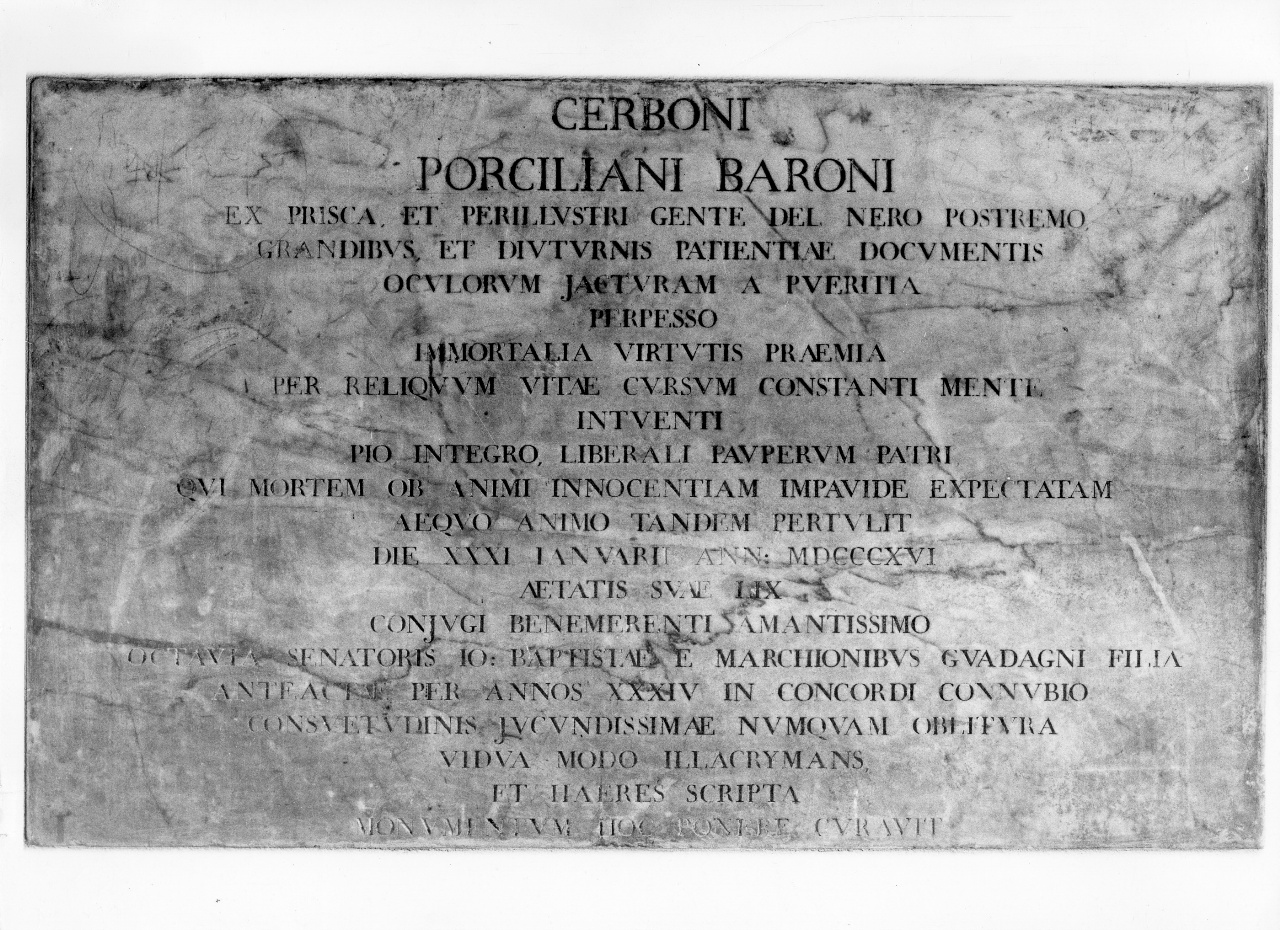 CERBONI
PORCILIANI BARONI
EX PRISCA, ET PERILLVSTRI GENTE DEL NERO POSTREMO,
GRANDIBVS, ET DIVTVRNIS PATIENTIAE DOCVMENTIS
OCVLORVM JACTVRAM A PVERITIA
PERPESSO
IMMORTALIA VIRTVTIS PRAEMIA
PER RELIQVVM VITAE CVRSVM CONSTANTI MENTE
INTVENTI
PIO INTEGRO, LIBERALI PAVPERVM PATRI
QVI MORTEM OB ANIMI INNOCENTIAM IMPAVIDE EXPECTATAM
AEQVO ANIMO TANDEM PERTVLIT
DIE XXXI IANVARII ANN: MDCCCXVI
AETATIS SVAE LIX
CONJVGI BENEMERENTI AMANTISSIMO
OCTAVIA SENATORIS IO: BAPTISTAE E MARCHIONIBVS GVADAGNI FILIA
ANTEACTAE PER ANNOS XXXIV IN CONCORDI CONNVBIO
CONSVETVDINIS JVCVNDISSIMAE NVMQVAM OBLITVRA
VIDVA MODO ILLACRYMANS,
ET HAERES SCRIPTA
MONVMENTVM HOC PONERE CVRAVIT